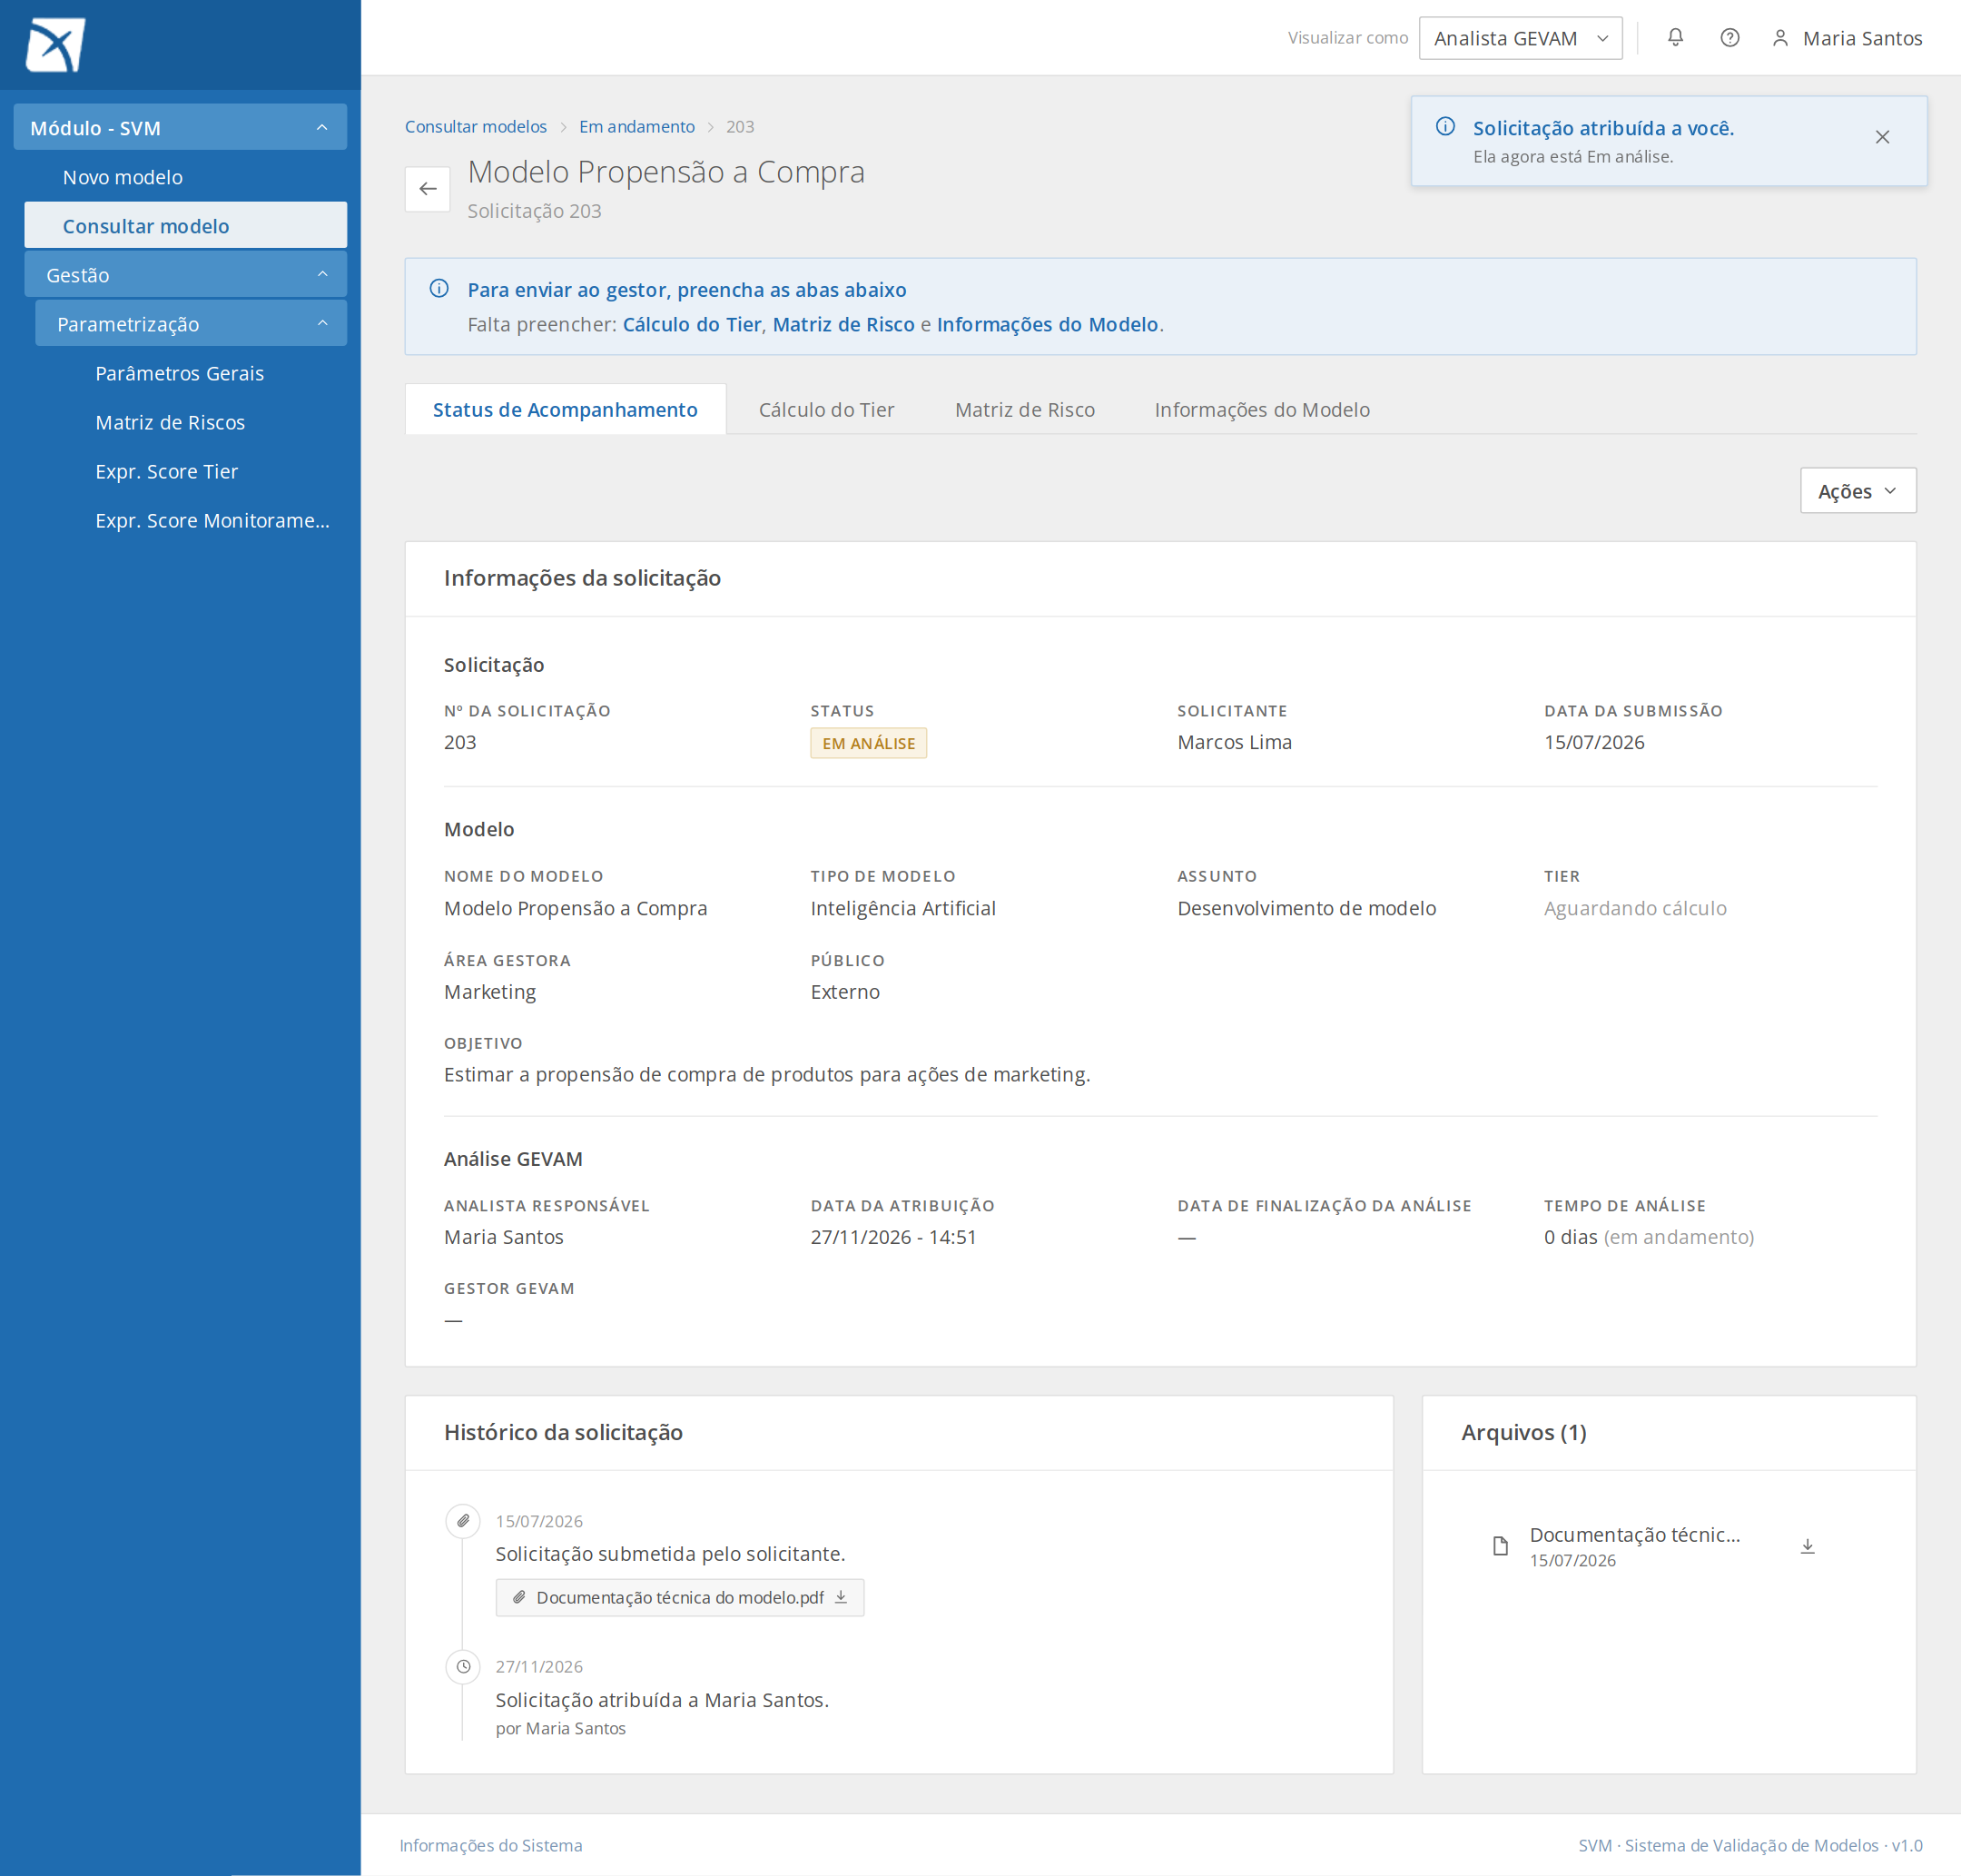 Visualizar como
Analista GEVAM
Maria Santos
Módulo - SVM
Novo modelo
Consultar modelo
Gestão
Parametrização
Parâmetros Gerais
Matriz de Riscos
Expr. Score Tier
Expr. Score Monitorame...
Consultar modelos
Em andamento
203
Solicitação atribuída a você.
Ela agora está Em análise.
Modelo Propensão a Compra
Solicitação 203
Para enviar ao gestor, preencha as abas abaixo
Falta preencher: Cálculo do Tier, Matriz de Risco e Informações do Modelo.
Status de Acompanhamento
Cálculo do Tier
Matriz de Risco
Informações do Modelo
Ações
Informações da solicitação
Solicitação
Nº DA SOLICITAÇÃO
203
STATUS
EM ANÁLISE
SOLICITANTE
Marcos Lima
DATA DA SUBMISSÃO
15/07/2026
Modelo
NOME DO MODELO
Modelo Propensão a Compra
TIPO DE MODELO
Inteligência Artificial
ASSUNTO
Desenvolvimento de modelo
TIER
Aguardando cálculo
ÁREA GESTORA
Marketing
PÚBLICO
Externo
OBJETIVO
Estimar a propensão de compra de produtos para ações de marketing.
Análise GEVAM
ANALISTA RESPONSÁVEL
Maria Santos
DATA DA ATRIBUIÇÃO
27/11/2026 - 14:51
DATA DE FINALIZAÇÃO DA ANÁLISE
—
TEMPO DE ANÁLISE
0 dias (em andamento)
GESTOR GEVAM
—
Histórico da solicitação
15/07/2026
Solicitação submetida pelo solicitante.
Documentação técnica do modelo.pdf
27/11/2026
Solicitação atribuída a Maria Santos.
por Maria Santos
Arquivos (1)
Documentação técnic...
15/07/2026
Informações do Sistema
SVM · Sistema de Validação de Modelos · v1.0